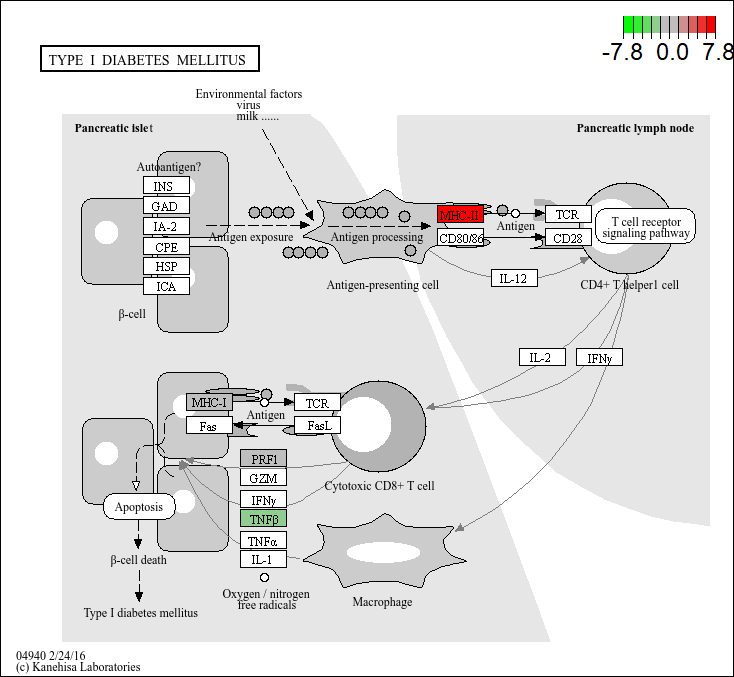 -7.8 0.0 7.8
TYPE I DIABETES MELLITUS
Environmental factors
virus
milk ......
Pancreatic islet
Pancreatic lymph node
Autoantigen?
INS
GAD
IA-2
CPE
HSP
ICA
β-cell
Antigen exposure
Antigen processing
Antigen-presenting cell
MHC-II
CD80/86
Antigen
TCR
CD28
T cell receptor
signaling pathway
IL-12
CD4+ T helper1 cell
IL-2
IFNγ
MHC-I
Fas
Antigen
TCR
FasL
PRF1
GZM
IFNγ
TNFβ
TNFα
IL-1
Cytotoxic CD8+ T cell
Apoptosis
β-cell death
Type I diabetes mellitus
Oxygen / nitrogen
free radicals
Macrophage
04940 2/24/16
(c) Kanehisa Laboratories